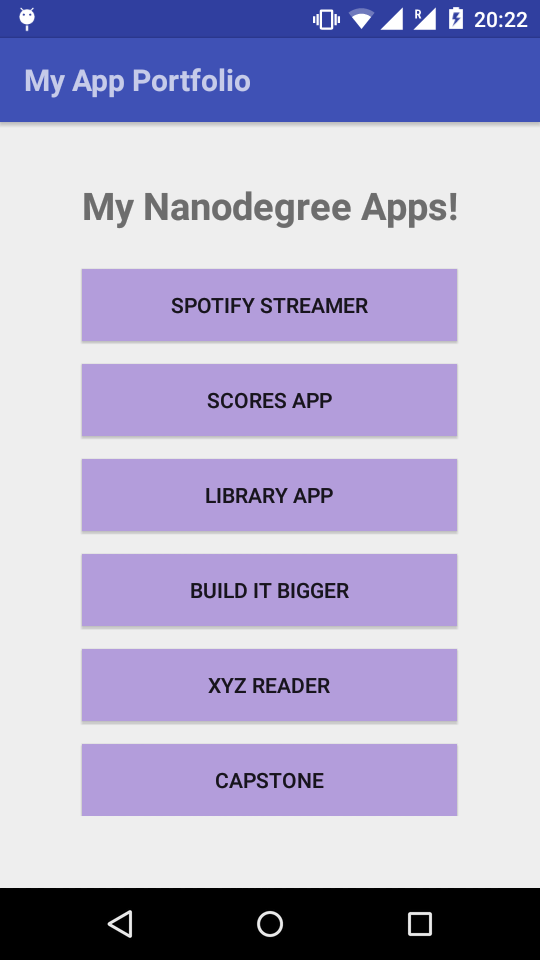 R 20:22
My App Portfolio
My Nanodegree Apps!
SPOTIFY STREAMER
SCORES APP
LIBRARY APP
BUILD IT BIGGER
XYZ READER
CAPSTONE